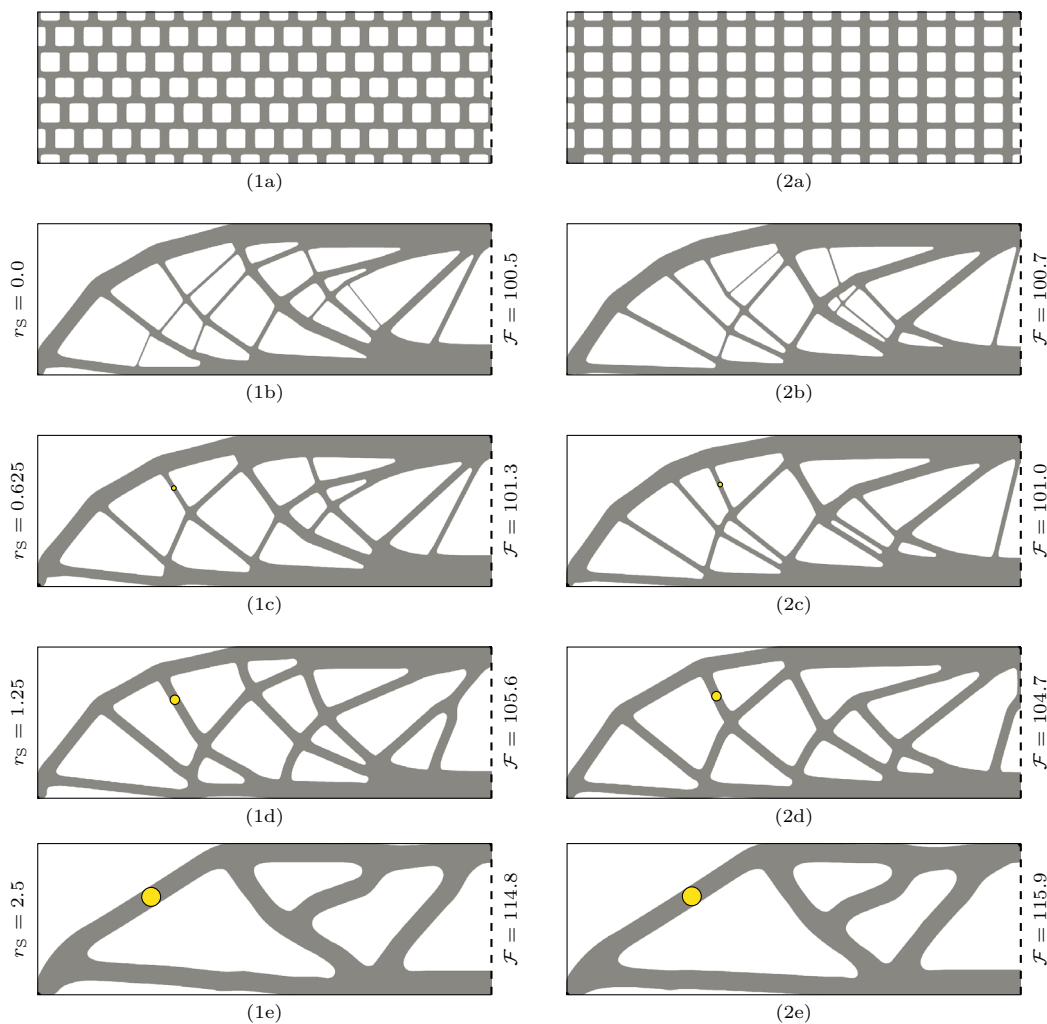 (1a) (2a)
r_S = 0.0 F = 100.5 F = 100.7
(1b) (2b)
r_S = 0.625 F = 101.3 F = 101.0
(1c) (2c)
r_S = 1.25 F = 105.6 F = 104.7
(1d) (2d)
r_S = 2.5 F = 114.8 F = 115.9
(1e) (2e)